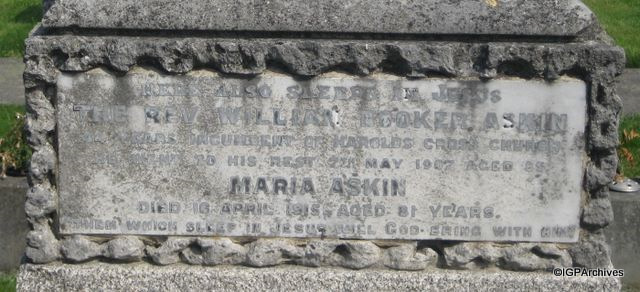 HERE ALSO SLEEPS IN JESUS
THE REV. WILLIAM BOOKER ASKIN
YEARS INCUMBENT OF HAROLDS CROSS CHURCH
WENT TO HIS REST MAY 1907 AGED
MARIA ASKIN
DIED 16 APRIL 1915, AGED 81 YEARS.
THEM WHICH SLEEP IN JESUS WILL GOD BRING WITH HIM
©IGPArchives